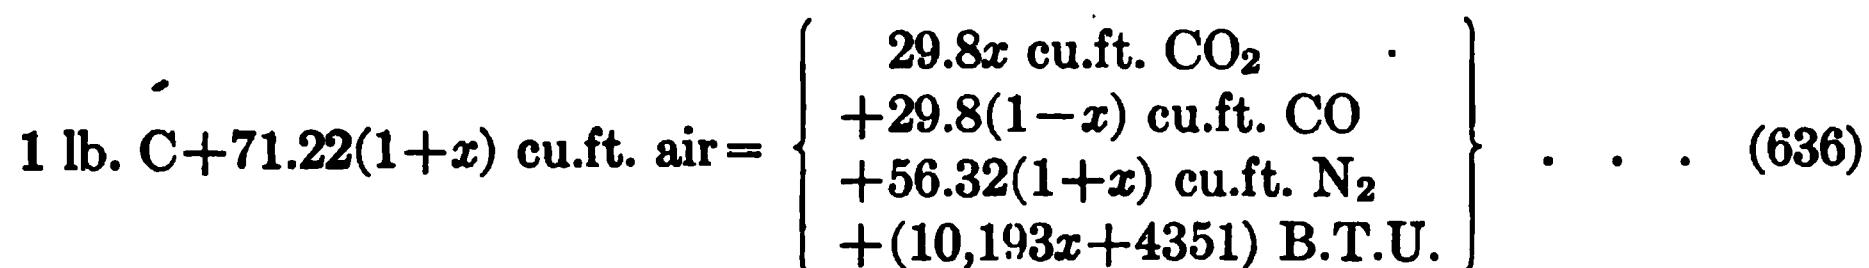 1 lb. C+71.22(1+x) cu.ft. air = { 29.8x cu.ft. CO₂
+29.8(1−x) cu.ft. CO
+56.32(1+x) cu.ft. N₂
+(10,193x+4351) B.T.U. } . . . (636)